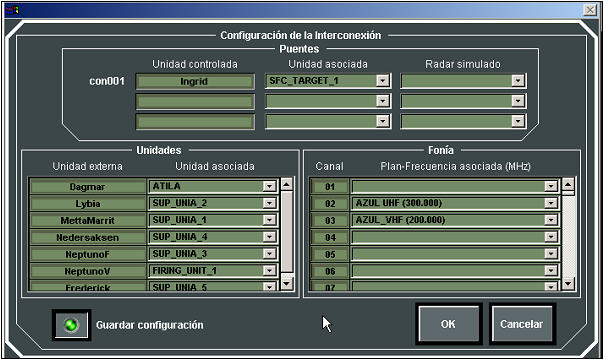 Configuración de la Interconexión
Puentes
Unidad controlada Unidad asociada Radar simulado
con001 Ingrid SFC_TARGET_1
Unidades
Unidad externa Unidad asociada
Dagmar ATILA
Lybia SUP_UNIA_2
MettaMarrit SUP_UNIA_1
Nedersaksen SUP_UNIA_4
NeptunoF SUP_UNIA_3
NeptunoV FIRING_UNIT_1
Frederick SUP_UNIA_5
Fonía
Canal Plan-Frecuencia asociada (MHz)
01
02 AZUL UHF (300.000)
03 AZUL_VHF (200.000)
04
05
06
07
Guardar configuración
OK Cancelar